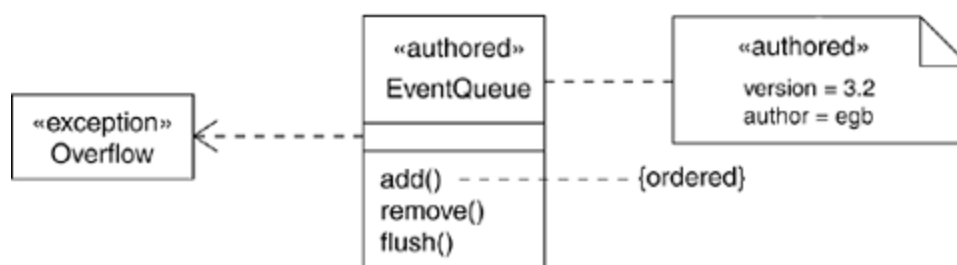 «exception»
Overflow
«authored»
EventQueue
add()
remove()
flush()
{ordered}
«authored»
version = 3.2
author = egb